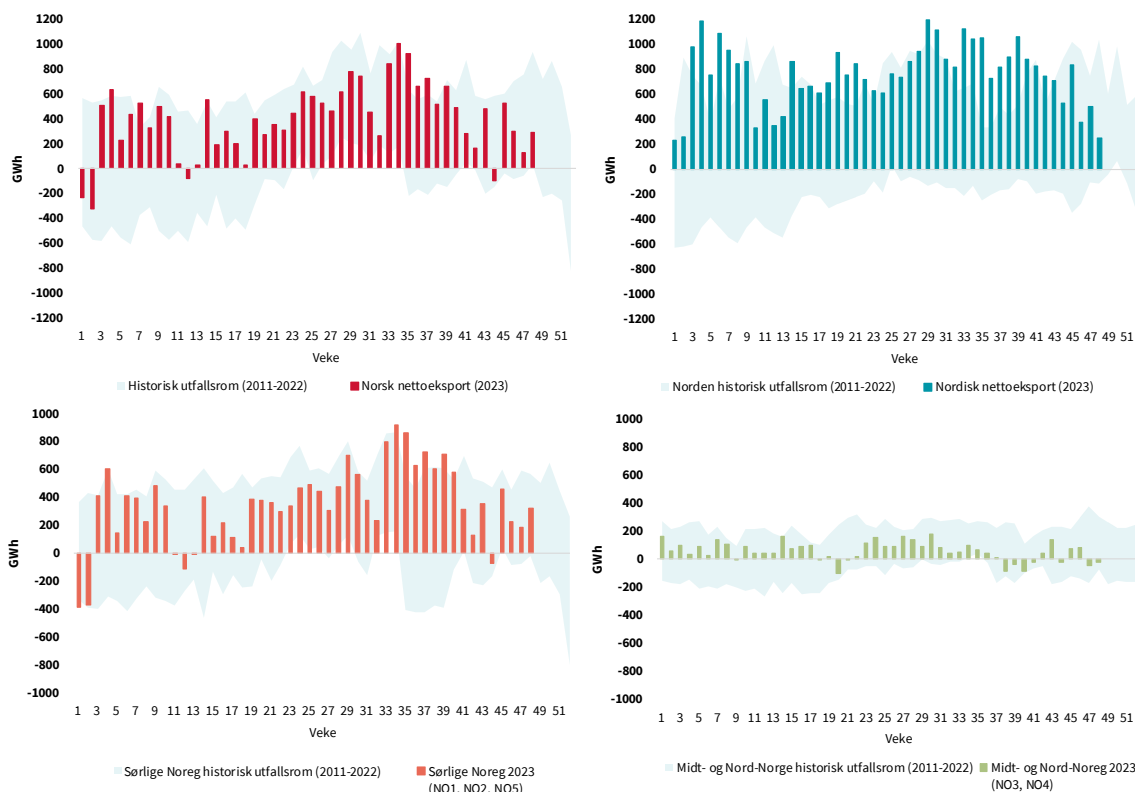 1200
1000
800
600
400
200
0
-200
-400
-600
-800
-1000
-1200
GWh
1 3 5 7 9 11 13 15 17 19 21 23 25 27 29 31 33 35 37 39 41 43 45 47 49 51
Veke
Historisk utfallsrom (2011-2022) Norsk nettoeksport (2023)
1200
1000
800
600
400
200
0
-200
-400
-600
-800
-1000
-1200
GWh
1 3 5 7 9 11 13 15 17 19 21 23 25 27 29 31 33 35 37 39 41 43 45 47 49 51
Veke
Norden historisk utfallsrom (2011-2022) Nordisk nettoeksport (2023)
1000
800
600
400
200
0
-200
-400
-600
-800
-1000
GWh
1 3 5 7 9 11 13 15 17 19 21 23 25 27 29 31 33 35 37 39 41 43 45 47 49 51
Veke
Sørlige Noreg historisk utfallsrom (2011-2022) Sørlige Noreg 2023
(NO1, NO2, NO5)
1000
800
600
400
200
0
-200
-400
-600
-800
-1000
GWh
1 3 5 7 9 11 13 15 17 19 21 23 25 27 29 31 33 35 37 39 41 43 45 47 49 51
Veke
Midt- og Nord-Norge historisk utfallsrom (2011-2022) Midt- og Nord-Noreg 2023
(NO3, NO4)